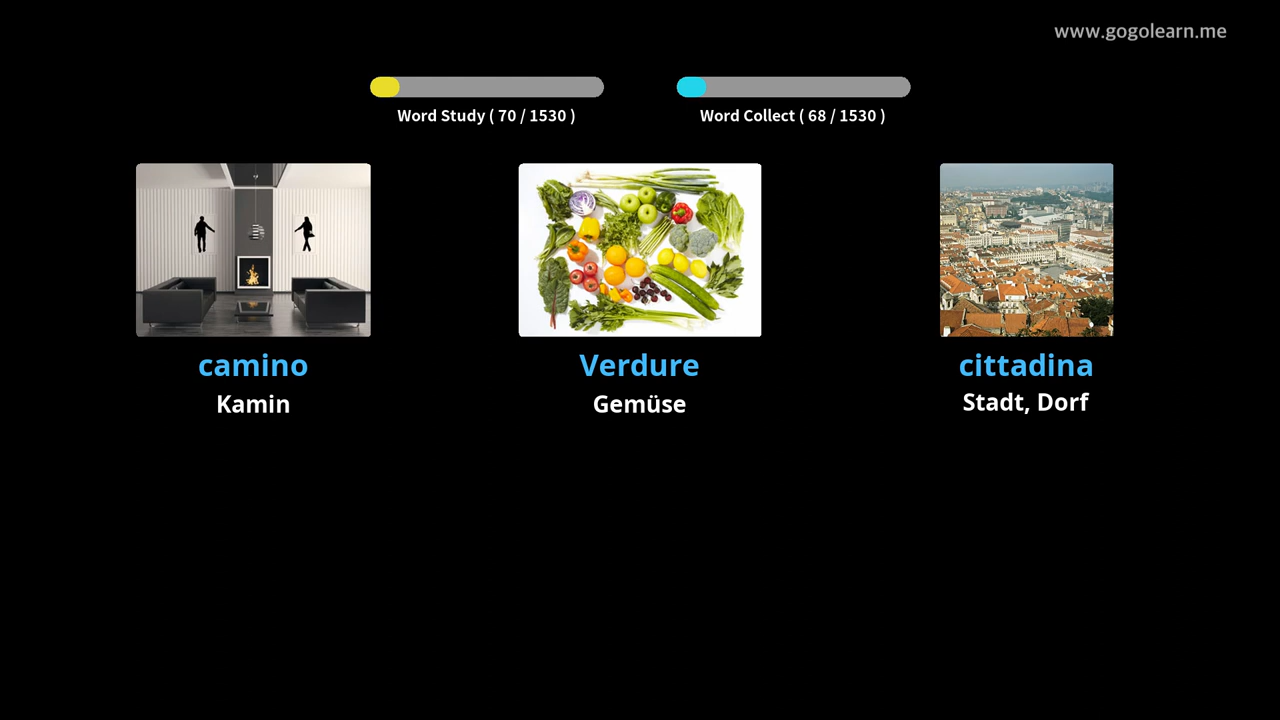 www.gogolearn.me
Word Study ( 70 / 1530 )
Word Collect ( 68 / 1530 )
camino
Verdure
cittadina
Kamin
Gemüse
Stadt, Dorf